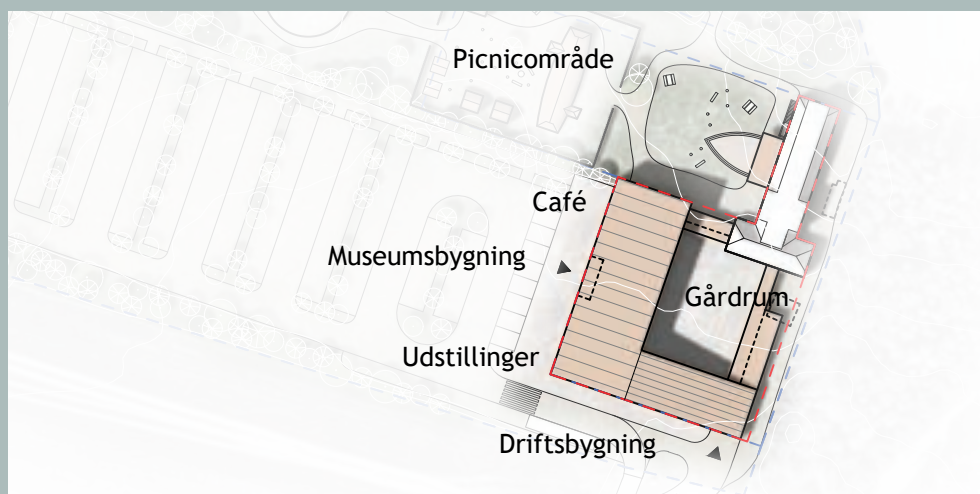 Picnicområde
Café
Museumsbygning
Gårdrum
Udstillinger
Driftsbygning